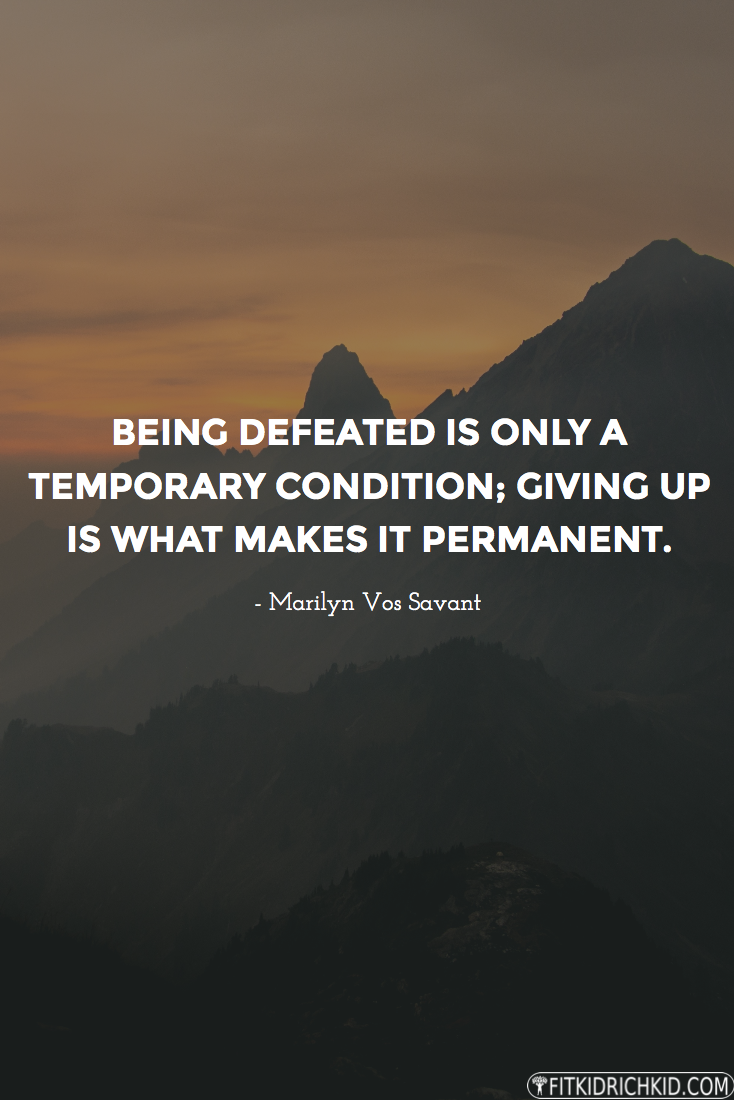 BEING DEFEATED IS ONLY A
TEMPORARY CONDITION; GIVING UP
IS WHAT MAKES IT PERMANENT.
- Marilyn Vos Savant
FITKIDRICHKID.COM